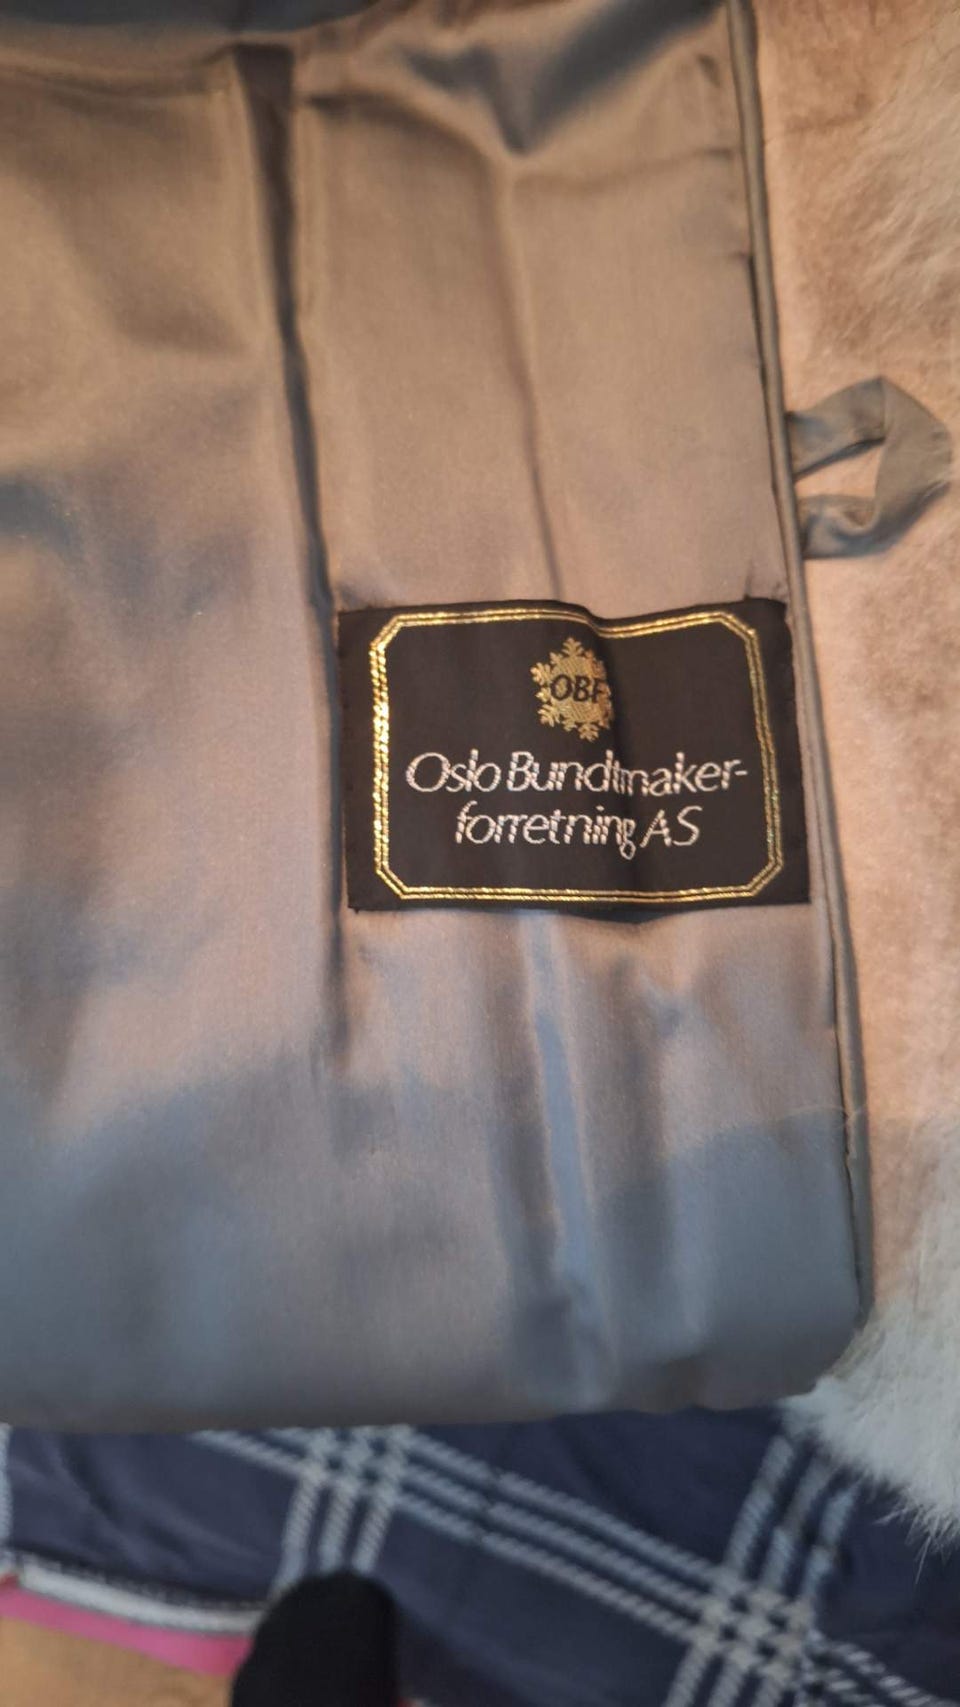 OBF
Oslo Bundtmaker-
forretning AS